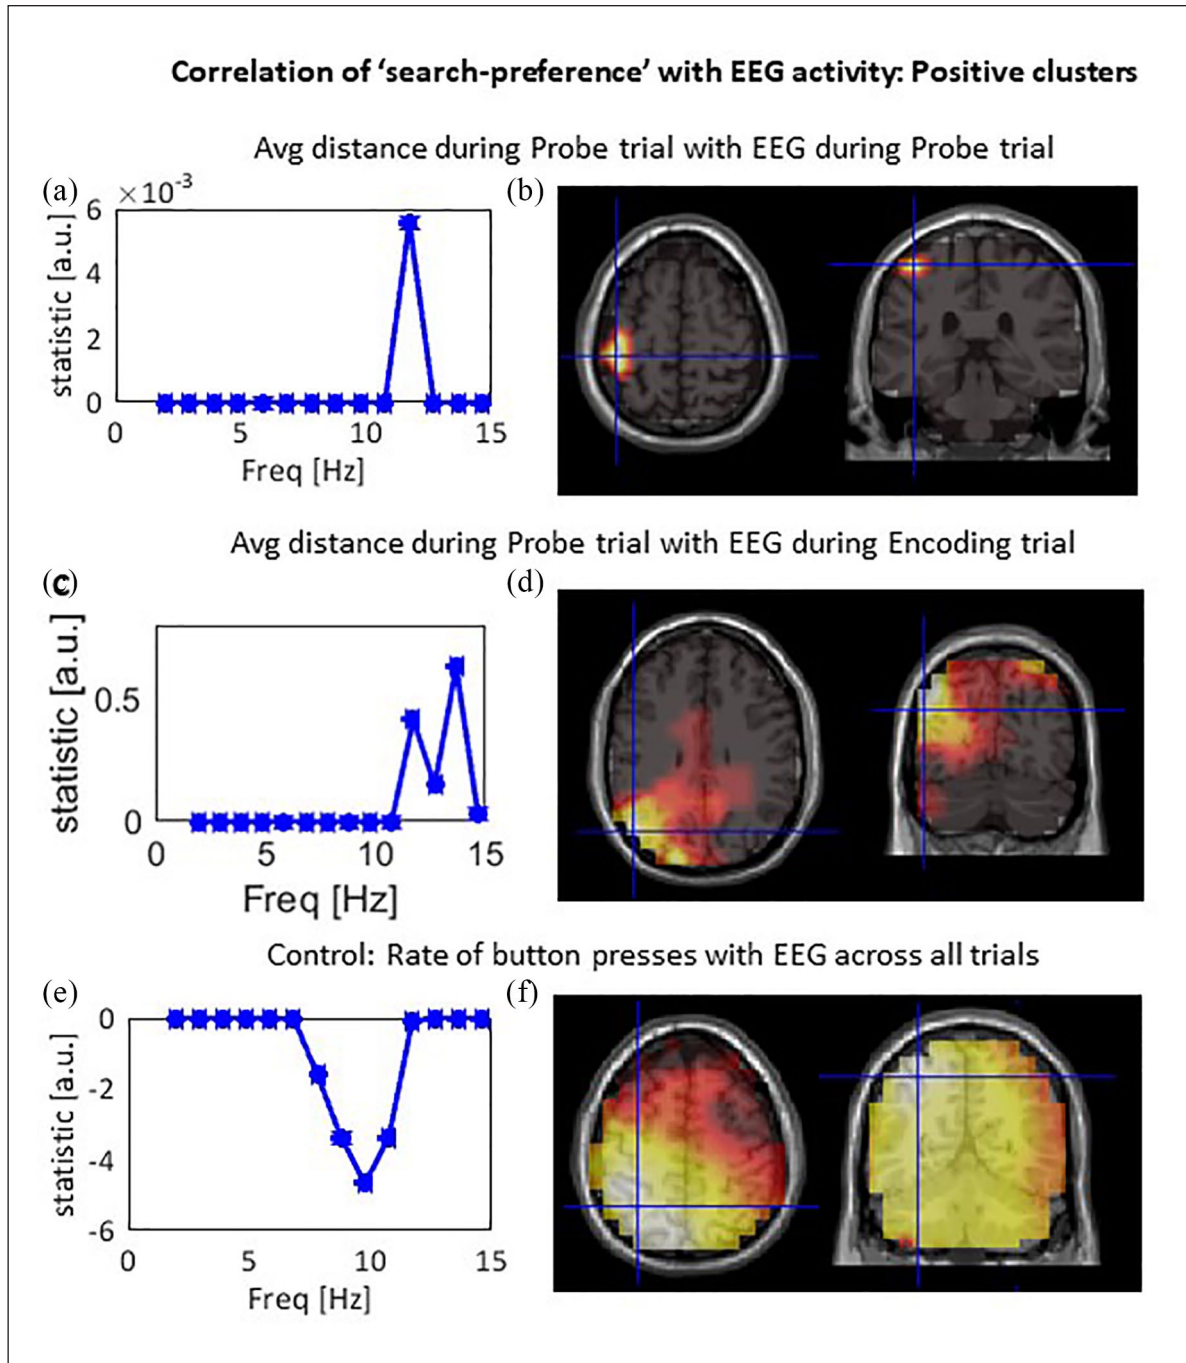 Correlation of ‘search-preference’ with EEG activity: Positive clusters
Avg distance during Probe trial with EEG during Probe trial
(a)
×10⁻³
(b)
statistic [a.u.]
6
4
2
0
0 5 10 15
Freq [Hz]
Avg distance during Probe trial with EEG during Encoding trial
(c)
(d)
statistic [a.u.]
0.5
0
0 5 10 15
Freq [Hz]
Control: Rate of button presses with EEG across all trials
(e)
(f)
statistic [a.u.]
0
-2
-4
-6
0 5 10 15
Freq [Hz]